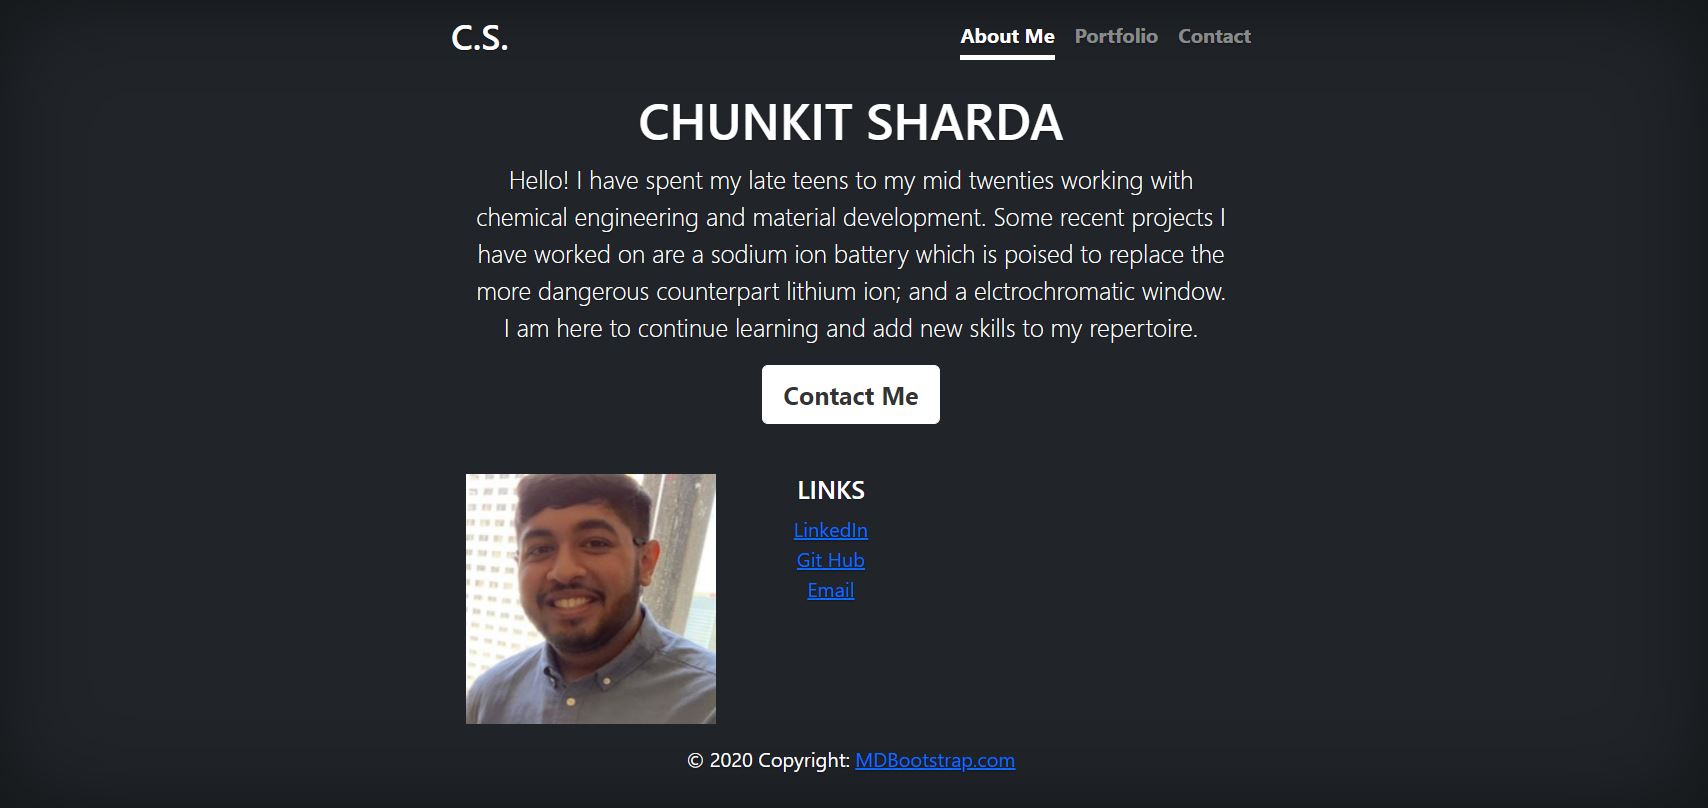 C.S.
About Me Portfolio Contact
CHUNKIT SHARDA
Hello! I have spent my late teens to my mid twenties working with
chemical engineering and material development. Some recent projects I
have worked on are a sodium ion battery which is poised to replace the
more dangerous counterpart lithium ion; and a elctrochromatic window.
I am here to continue learning and add new skills to my repertoire.
Contact Me
LINKS
LinkedIn
Git Hub
Email
© 2020 Copyright: MDBootstrap.com